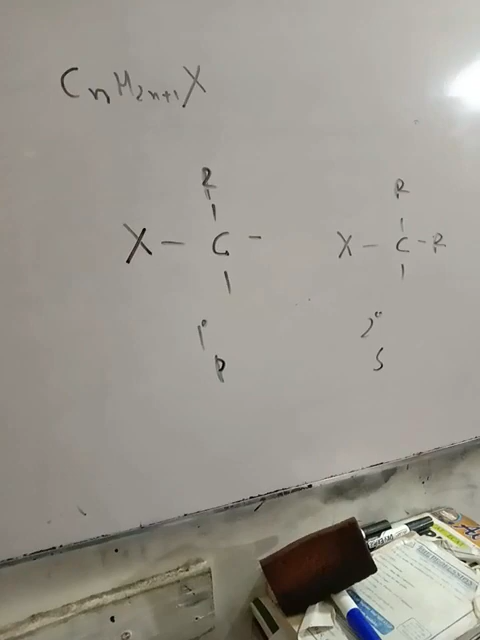 CnH2n+1X
R R
X — C — X — C — R
1° 2°
P S